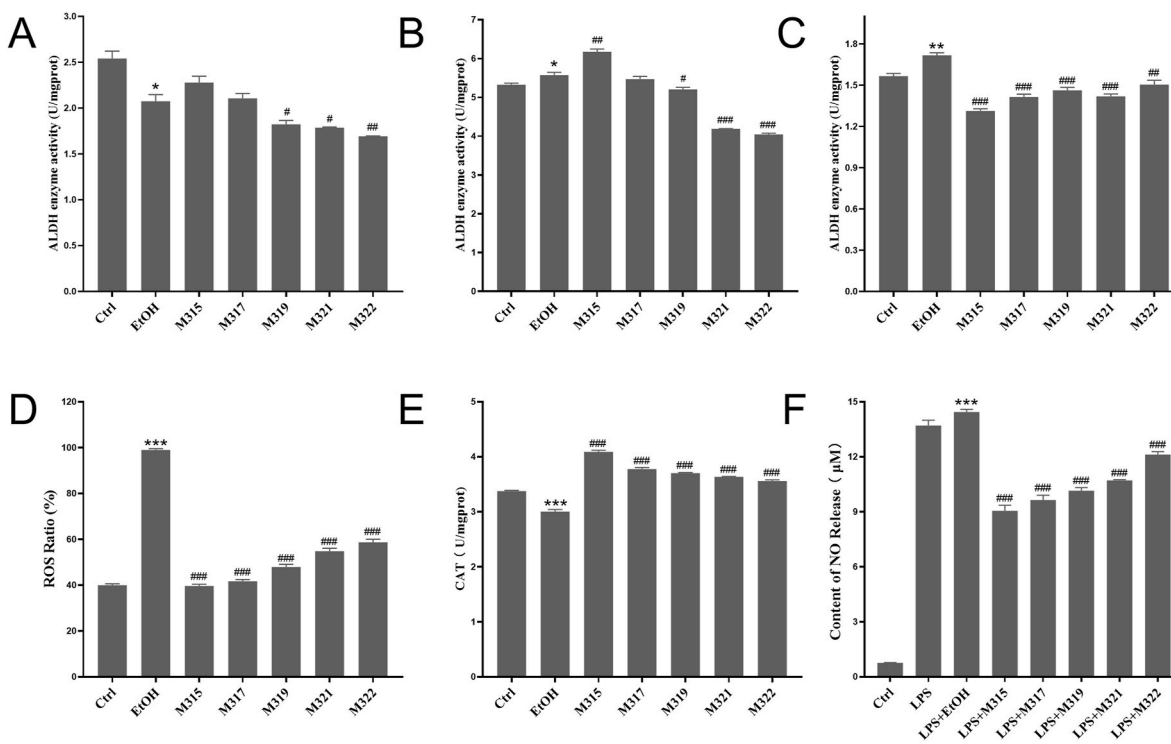 A
ALDH enzyme activity (U/mgprot)
3.0
2.5
2.0
1.5
1.0
0.5
0.0
*
#
#
##
Ctrl
EtOH
M315
M317
M319
M321
M322
B
ALDH enzyme activity (U/mgprot)
7
6
5
4
3
2
1
0
*
##
#
###
###
Ctrl
EtOH
M315
M317
M319
M321
M322
C
ALDH enzyme activity (U/mgprot)
1.8
1.5
1.2
0.9
0.6
0.3
0.0
**
###
###
###
###
##
Ctrl
EtOH
M315
M317
M319
M321
M322
D
ROS Ratio (%)
120
100
80
60
40
20
0
***
###
###
###
###
###
Ctrl
EtOH
M315
M317
M319
M321
M322
E
CAT ( U/mgprot)
5
4
3
2
1
0
***
###
###
###
###
###
Ctrl
EtOH
M315
M317
M319
M321
M322
F
Content of NO Release ( μM)
15
12
9
6
3
0
***
###
###
###
###
###
Ctrl
LPS
LPS+EtOH
LPS+M315
LPS+M317
LPS+M319
LPS+M321
LPS+M322